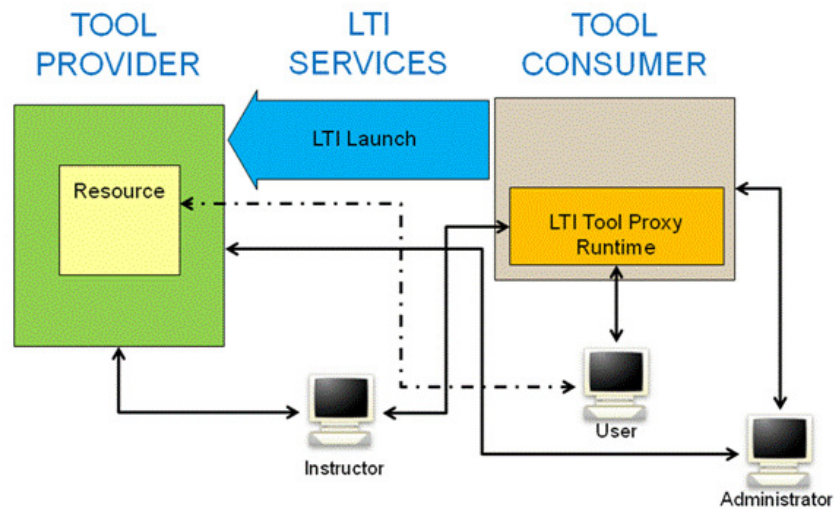 TOOL
PROVIDER
LTI
SERVICES
TOOL
CONSUMER
LTI Launch
Resource
LTI Tool Proxy
Runtime
User
Instructor
Administrator